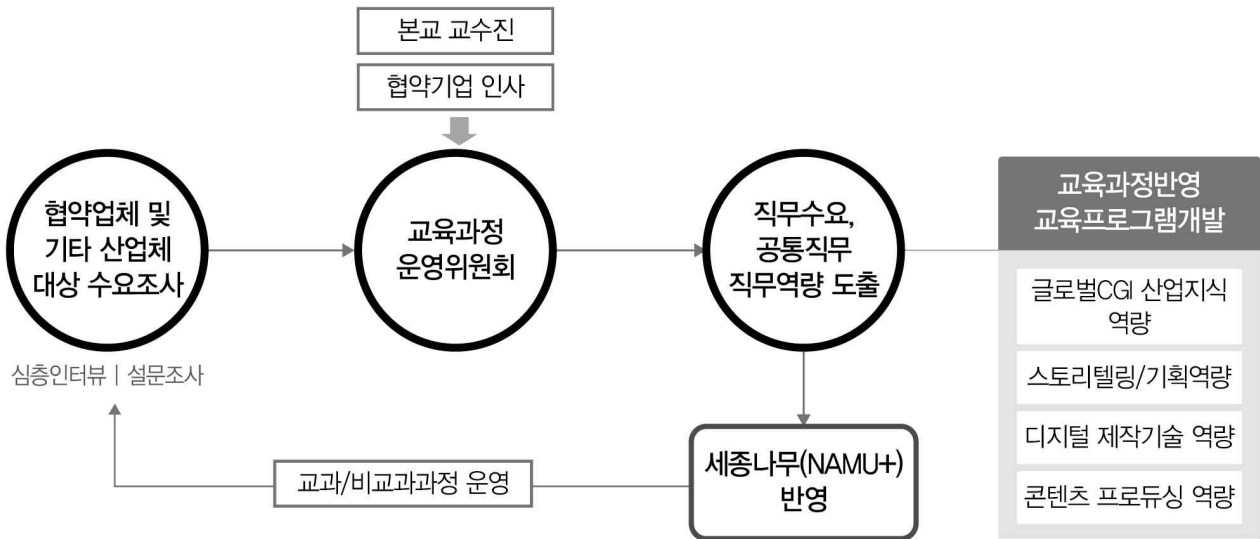 본교 교수진
협약기업 인사
협약업체 및
기타 산업체
대상 수요조사
심층인터뷰 | 설문조사
교육과정
운영위원회
직무수요,
공통직무
직무역량 도출
교육과정반영
교육프로그램개발
글로벌CGI 산업지식
역량
스토리텔링/기획역량
디지털 제작기술 역량
콘텐츠 프로듀싱 역량
세종나무(NAMU+)
반영
교과/비교과과정 운영